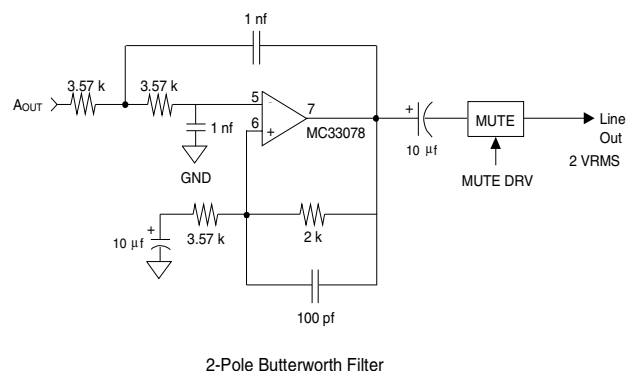 1 nf
3.57 k
3.57 k
AOUT
5
-
7
1 nf
6
+
MC33078
GND
+
10 µf
MUTE
Line
Out
2 VRMS
MUTE DRV
+
10 µf
3.57 k
2 k
100 pf
2-Pole Butterworth Filter